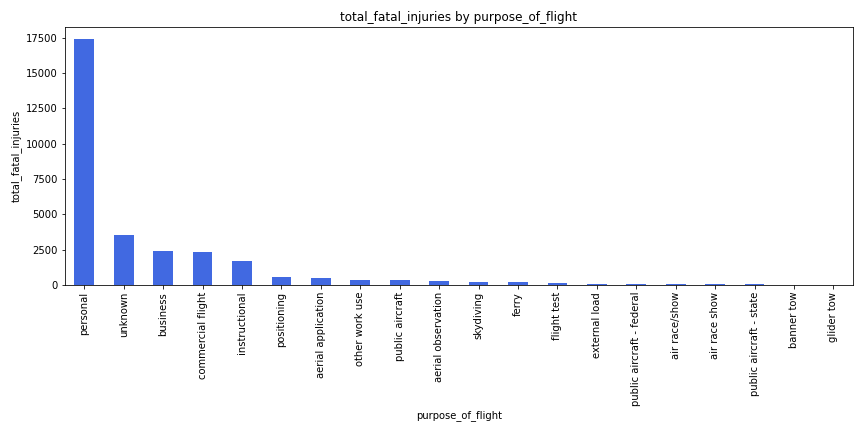 total_fatal_injuries by purpose_of_flight
17500
15000
12500
10000
7500
5000
2500
0
total_fatal_injuries
personal
unknown
business
commercial flight
instructional
positioning
aerial application
other work use
public aircraft
aerial observation
skydiving
ferry
flight test
external load
public aircraft - federal
air race/show
air race show
public aircraft - state
banner tow
glider tow
purpose_of_flight